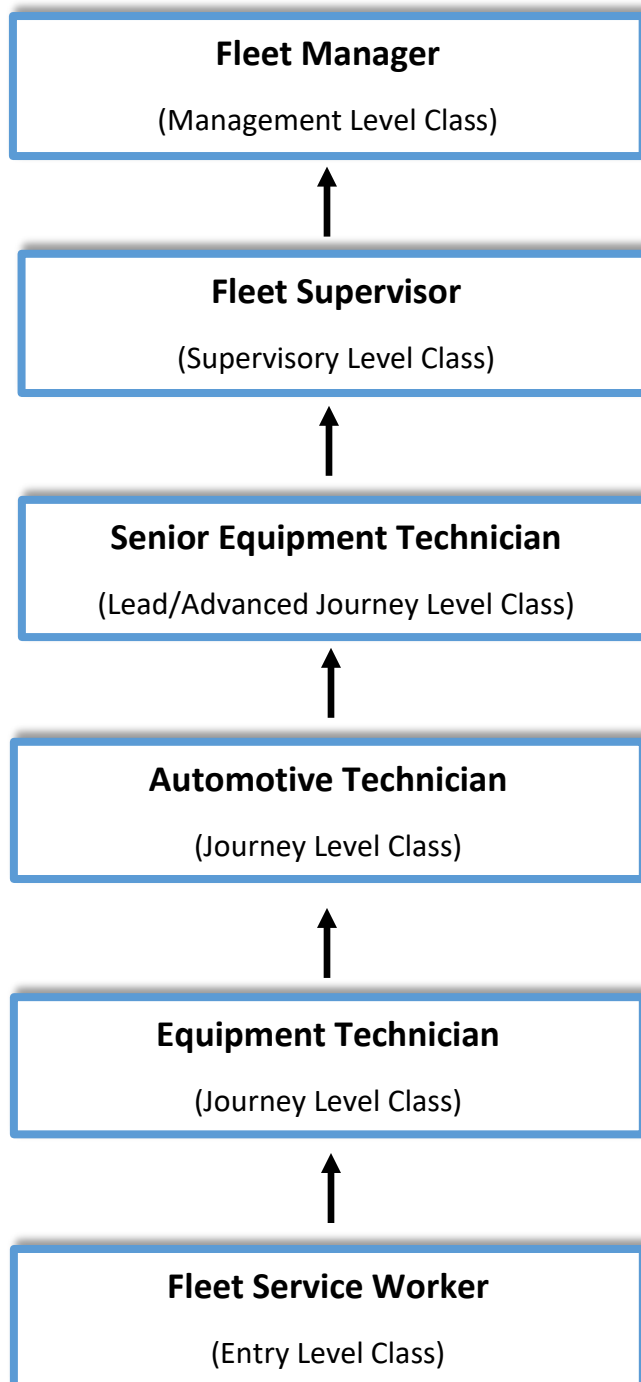 Fleet Manager
(Management Level Class)
Fleet Supervisor
(Supervisory Level Class)
Senior Equipment Technician
(Lead/Advanced Journey Level Class)
Automotive Technician
(Journey Level Class)
Equipment Technician
(Journey Level Class)
Fleet Service Worker
(Entry Level Class)